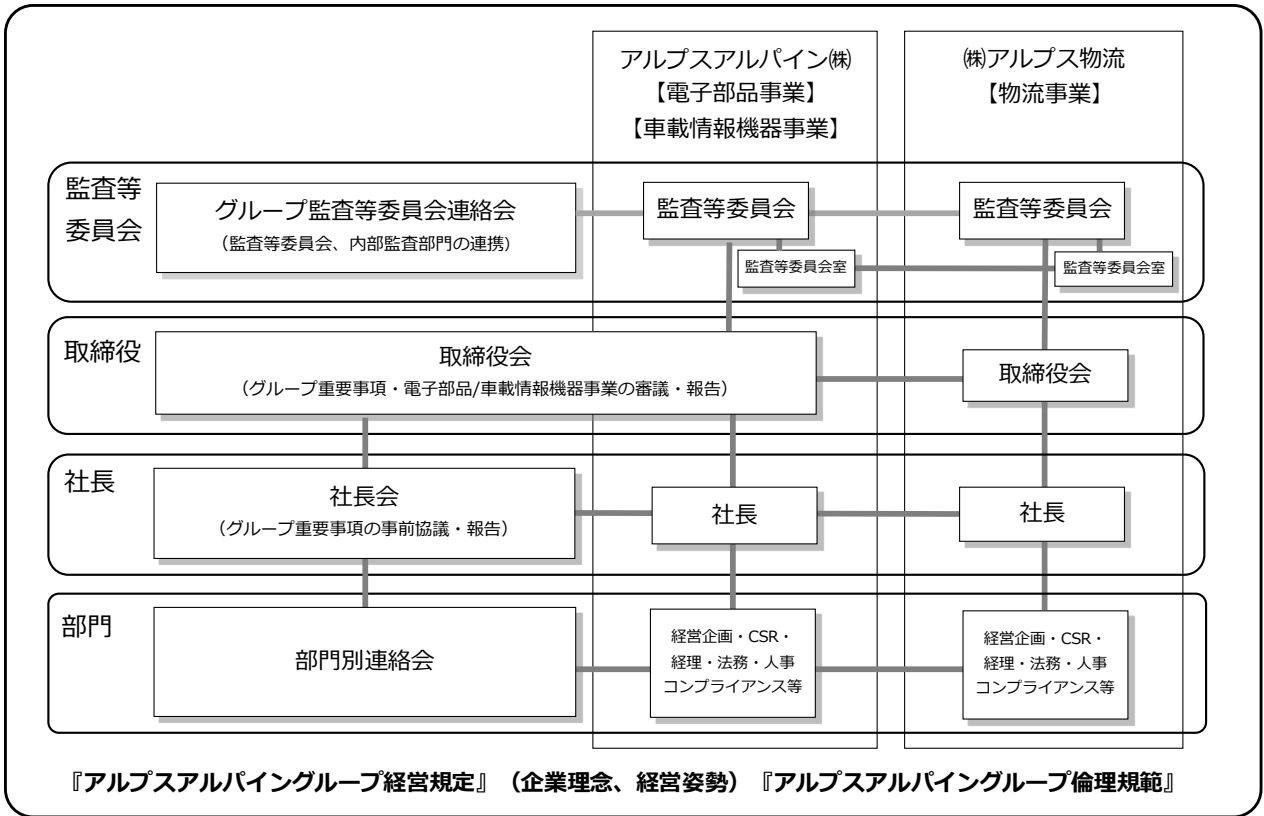 アルプスアルパイン㈱
【電子部品事業】
【車載情報機器事業】
㈱アルプス物流
【物流事業】
監査等
委員会
グループ監査等委員会連絡会
（監査等委員会、内部監査部門の連携）
監査等委員会
監査等委員会室
監査等委員会
監査等委員会室
取締役
取締役会
（グループ重要事項・電子部品/車載情報機器事業の審議・報告）
取締役会
社長
社長会
（グループ重要事項の事前協議・報告）
社長
社長
部門
部門別連絡会
経営企画・CSR・
経理・法務・人事
コンプライアンス等
経営企画・CSR・
経理・法務・人事
コンプライアンス等
『アルプスアルパイングループ経営規定』（企業理念、経営姿勢）『アルプスアルパイングループ倫理規範』